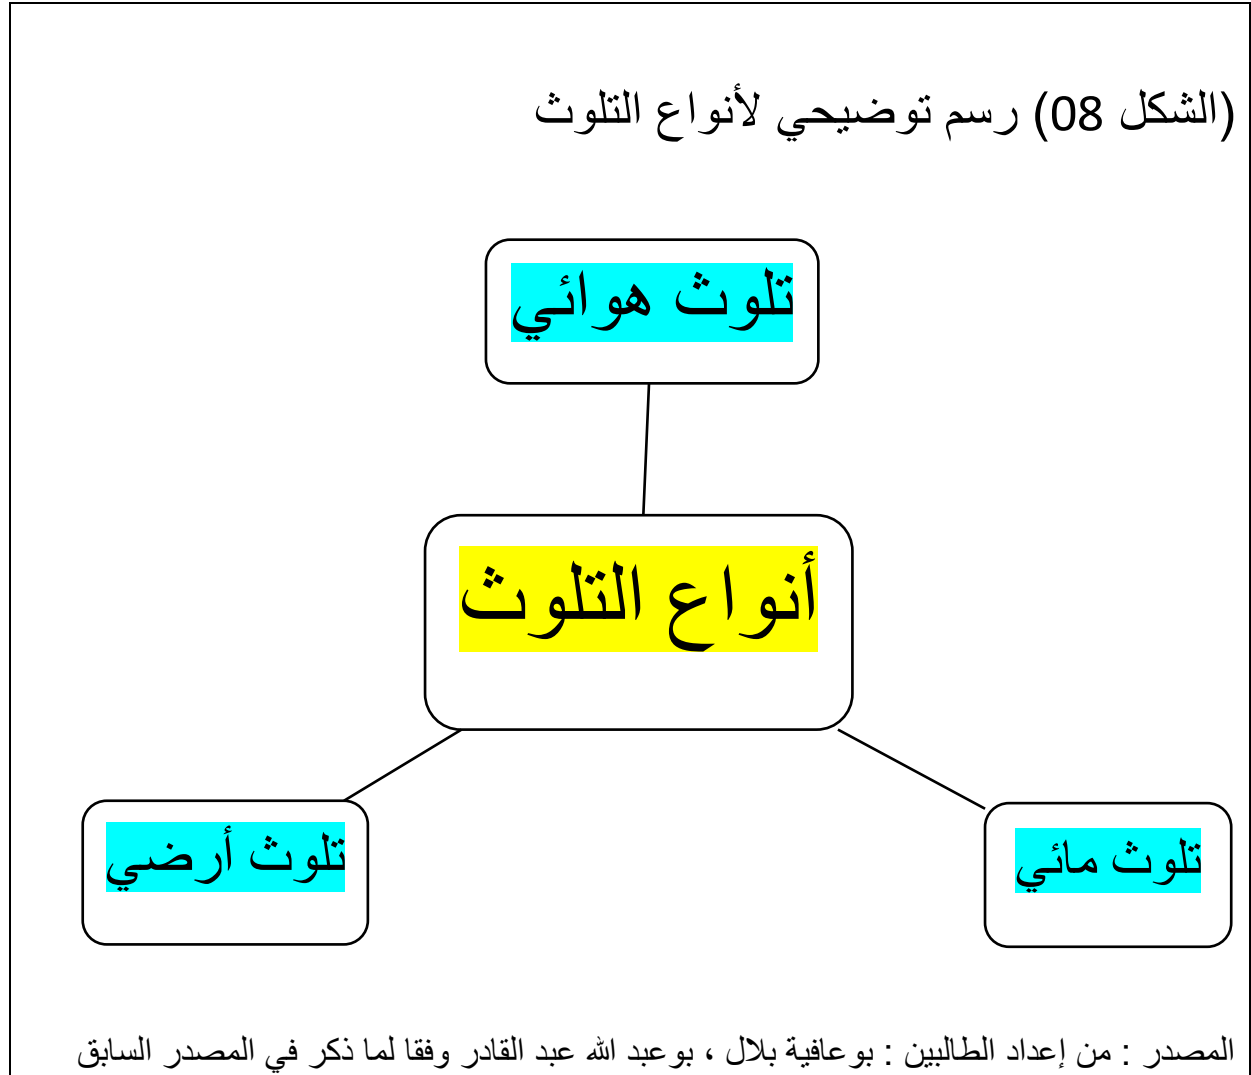 (الشكل 08) رسم توضيحي لأنواع التلوث
تلوث هوائي
أنواع التلوث
تلوث مائي
تلوث أرضي
المصدر : من إعداد الطالبين : بوعافية بلال ، بوعبد الله عبد القادر وفقا لما ذكر في المصدر السابق